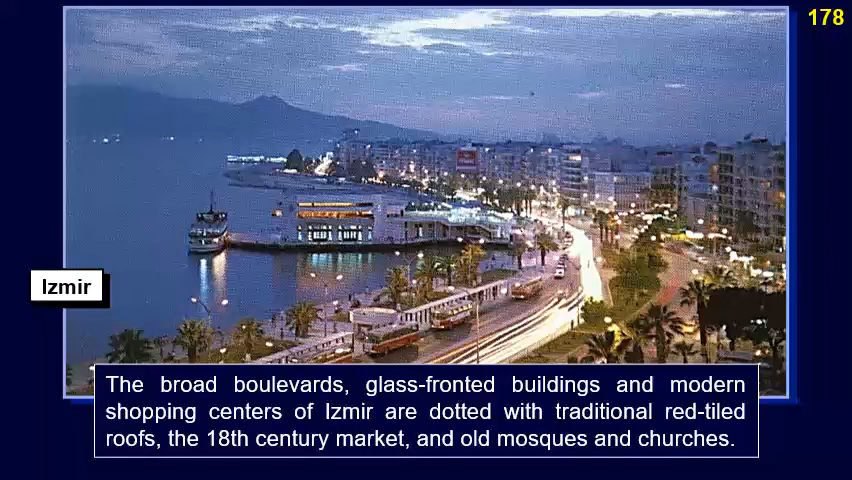 178
Izmir
The broad boulevards, glass-fronted buildings and modern
shopping centers of Izmir are dotted with traditional red-tiled
roofs, the 18th century market, and old mosques and churches.